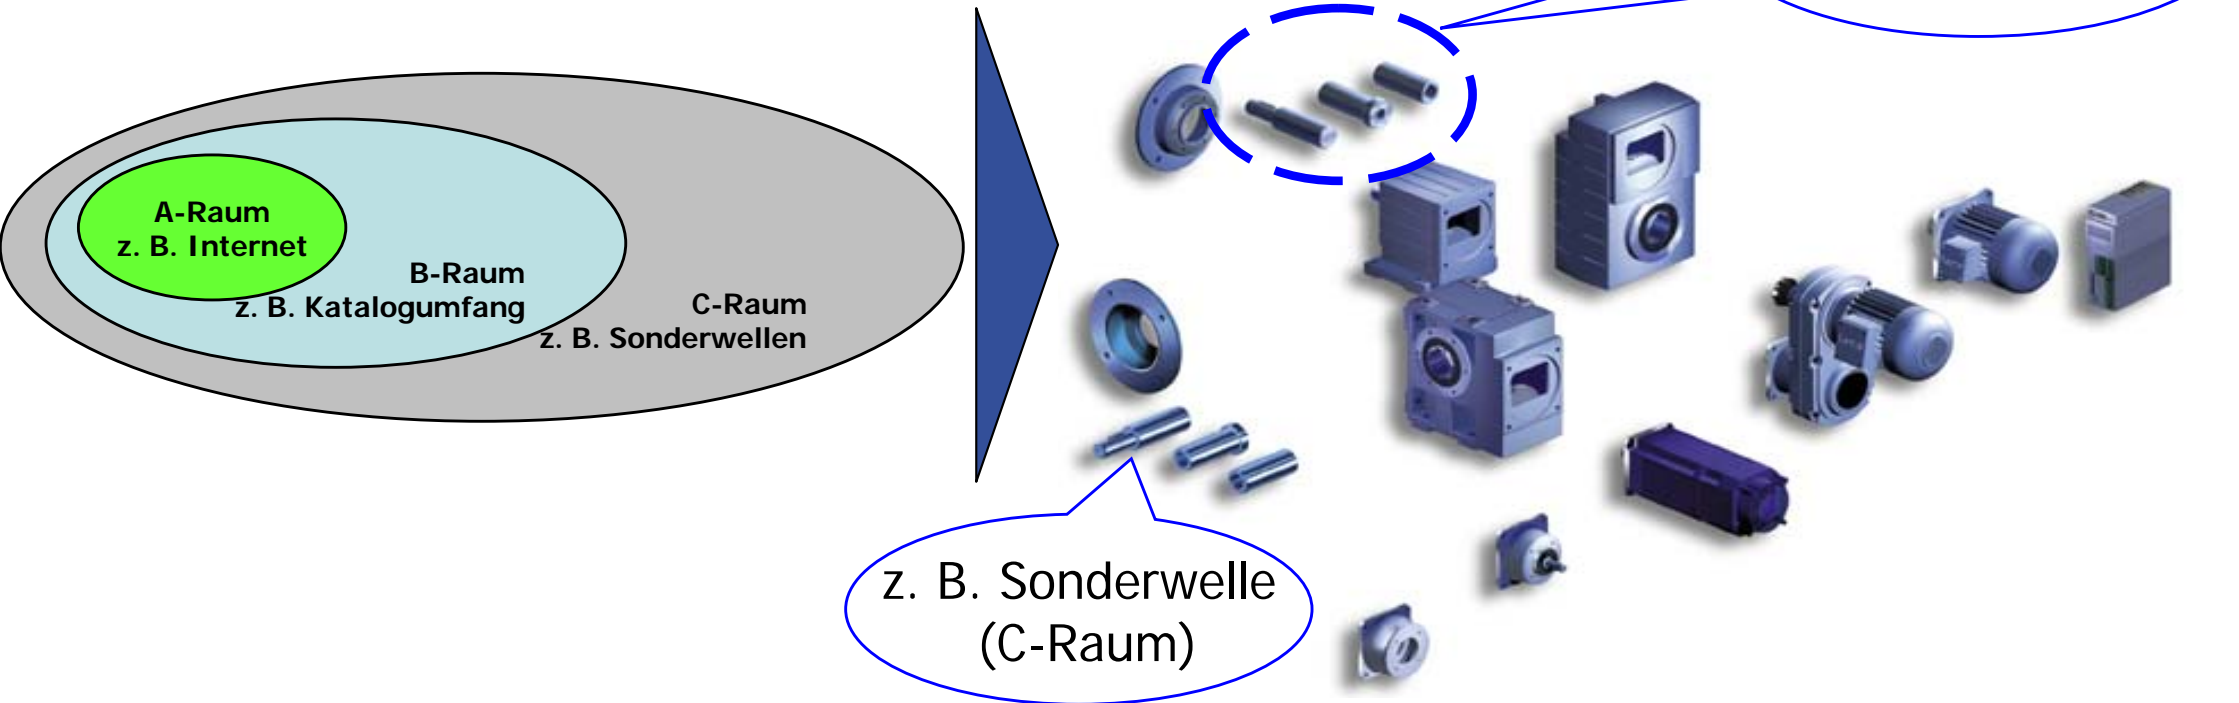 A-Raum
z. B. Internet
B-Raum
z. B. Katalogumfang
C-Raum
z. B. Sonderwellen
z. B. Sonderwelle
(C-Raum)